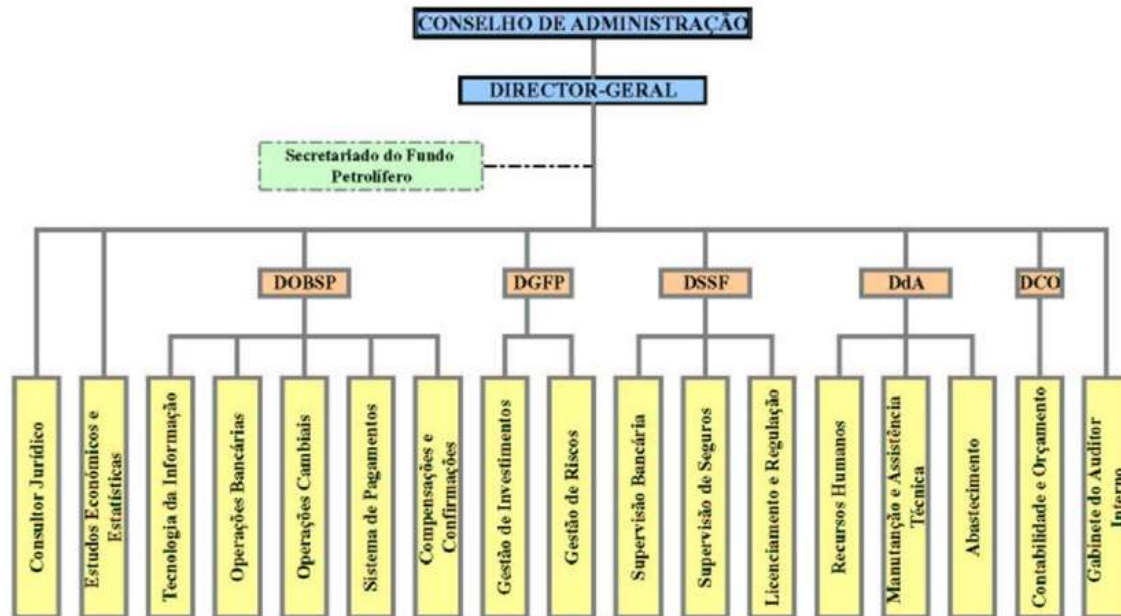 CONSELHO DE ADMINISTRAÇÃO
DIRECTOR-GERAL
Secretariado do Fundo
Petrolífero
DOBSP
DGFP
DSSF
DdA
DCO
Consultor Jurídico
Estudos Económicos e
Estatísticas
Tecnologia da Informação
Operações Bancárias
Operações Cambiais
Sistema de Pagamentos
Compensações e
Confirmações
Gestão de Investimentos
Gestão de Riscos
Supervisão Bancária
Supervisão de Seguros
Licenciamento e Regulação
Recursos Humanos
Manutanção e Assistência
Técnica
Abastecimento
Contabilidade e Orçamento
Gabinete do Auditor
Interno